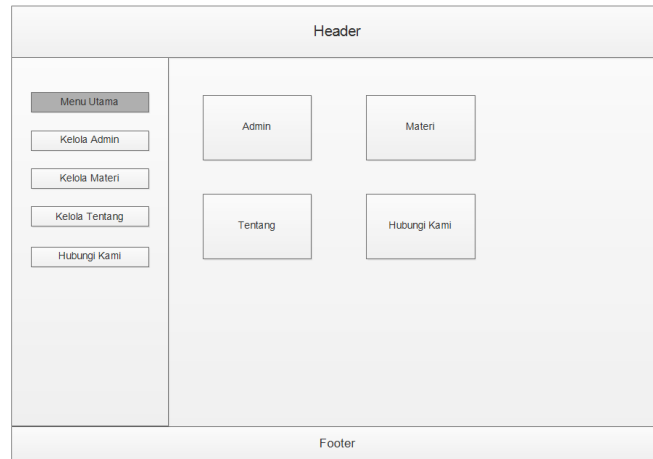 Header
Menu Utama
Kelola Admin
Kelola Materi
Kelola Tentang
Hubungi Kami
Admin
Materi
Tentang
Hubungi Kami
Footer